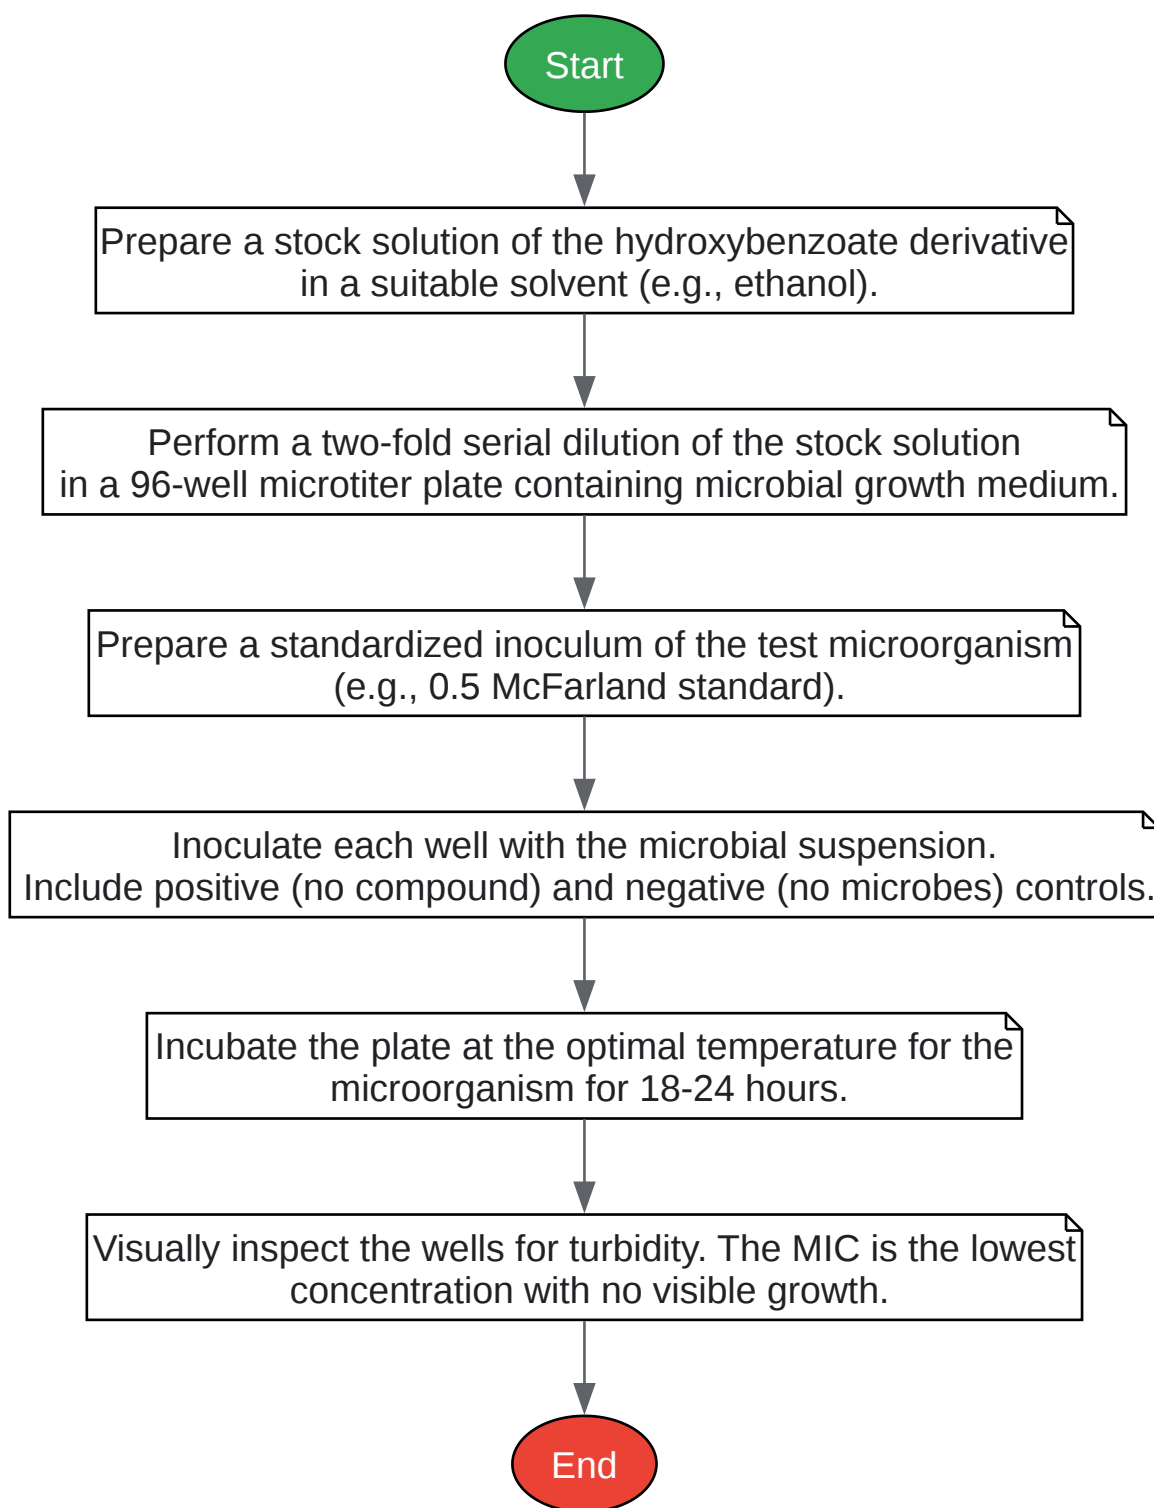 Start
Prepare a stock solution of the hydroxybenzoate derivative
in a suitable solvent (e.g., ethanol).
Perform a two-fold serial dilution of the stock solution
in a 96-well microtiter plate containing microbial growth medium.
Prepare a standardized inoculum of the test microorganism
(e.g., 0.5 McFarland standard).
Inoculate each well with the microbial suspension.
Include positive (no compound) and negative (no microbes) controls.
Incubate the plate at the optimal temperature for the
microorganism for 18-24 hours.
Visually inspect the wells for turbidity. The MIC is the lowest
concentration with no visible growth.
End